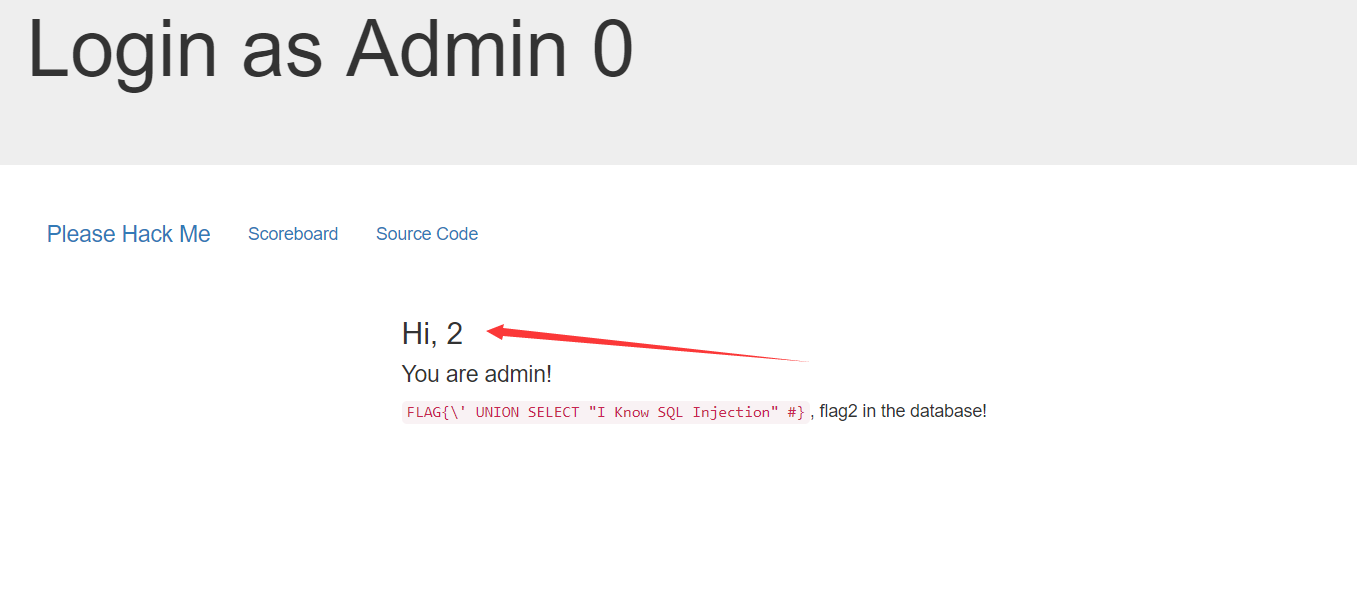 Login as Admin 0
Please Hack Me Scoreboard Source Code
Hi, 2
You are admin!
FLAG{\' UNION SELECT "I Know SQL Injection" #}, flag2 in the database!